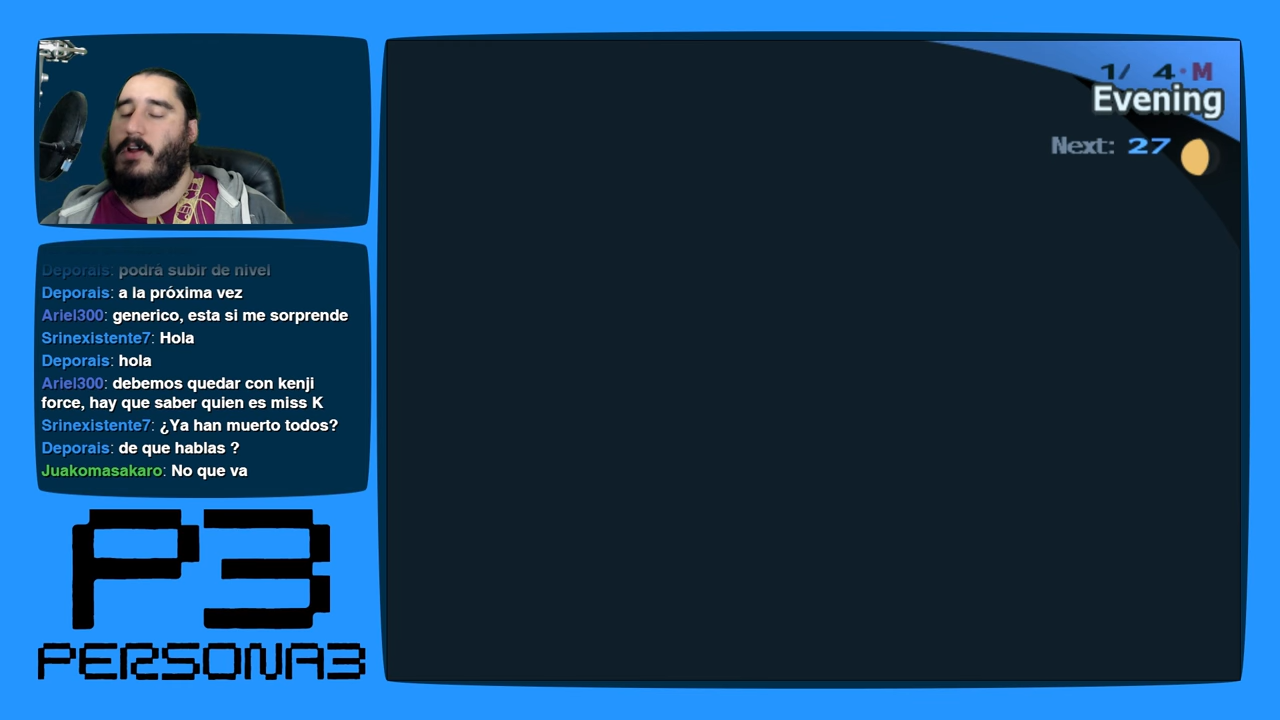 1/ 4·M
Evening
Next: 27
Deporais: podrá subir de nivel
Deporais: a la próxima vez
Ariel300: generico, esta si me sorprende
Srinexistente7: Hola
Deporais: hola
Ariel300: debemos quedar con kenji
force, hay que saber quien es miss K
Srinexistente7: ¿Ya han muerto todos?
Deporais: de que hablas ?
Juakomasakaro: No que va
P3
PERSONA3